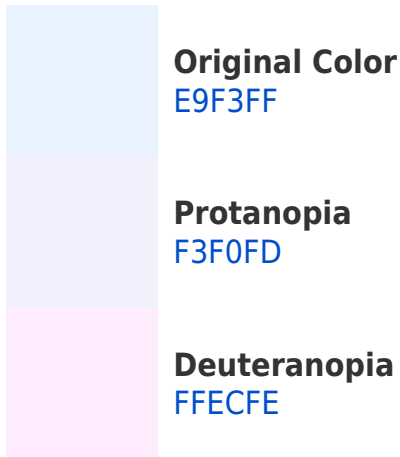 Original Color
E9F3FF
Protanopia
F3F0FD
Deuteranopia
FFECFE